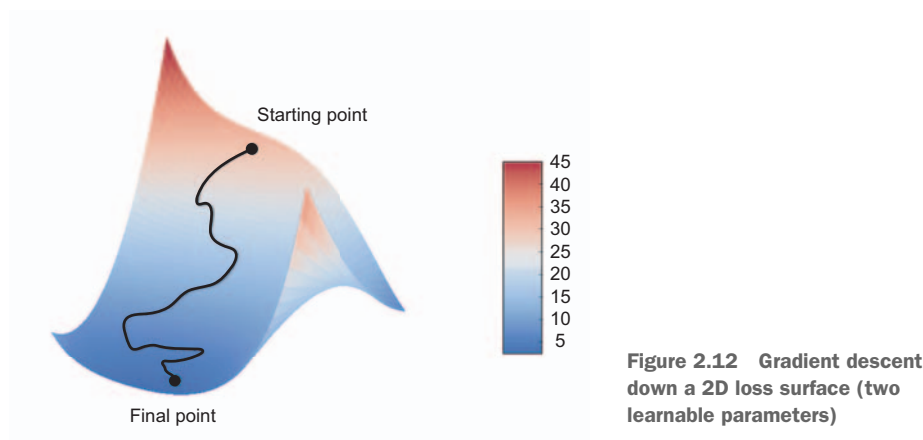 Starting point
45
40
35
30
25
20
15
10
5
Final point
Figure 2.12 Gradient descent
down a 2D loss surface (two
learnable parameters)